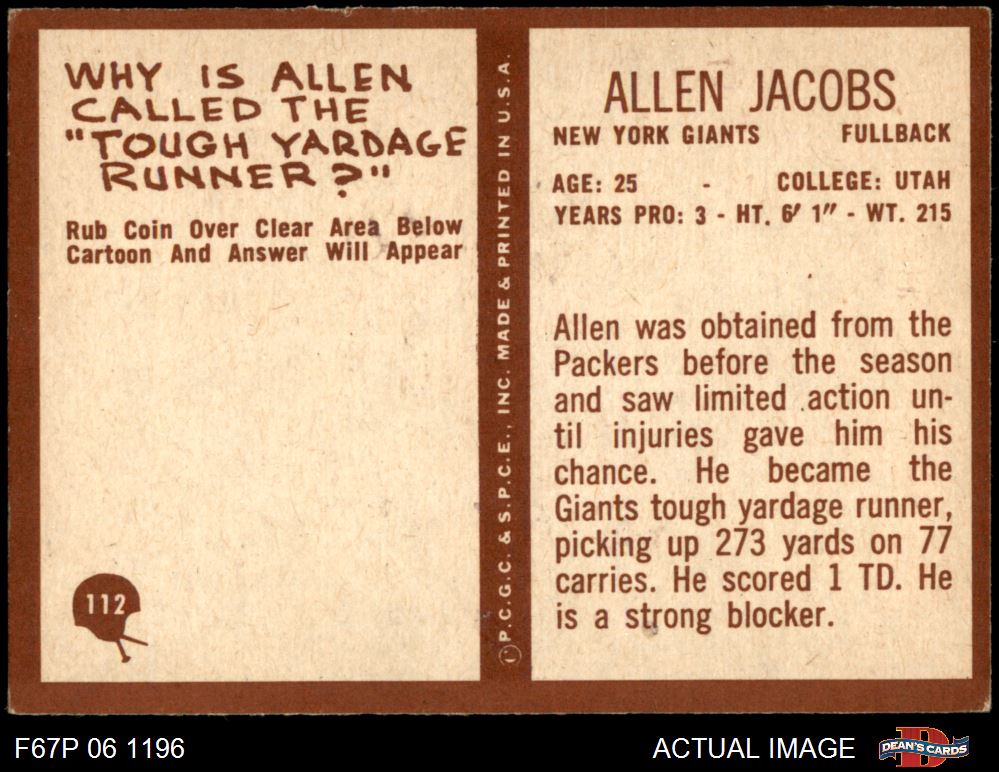 WHY IS ALLEN
CALLED THE
"TOUGH YARDAGE
RUNNER?"
Rub Coin Over Clear Area Below
Cartoon And Answer Will Appear
112
© P.C.G.C. & S.P.C.E., INC. MADE & PRINTED IN U.S.A.
ALLEN JACOBS
NEW YORK GIANTS FULLBACK
AGE: 25 - COLLEGE: UTAH
YEARS PRO: 3 - HT. 6' 1" - WT. 215
Allen was obtained from the
Packers before the season
and saw limited action un-
til injuries gave him his
chance. He became the
Giants tough yardage runner,
picking up 273 yards on 77
carries. He scored 1 TD. He
is a strong blocker.
F67P 06 1196
ACTUAL IMAGE
DEAN'S CARDS